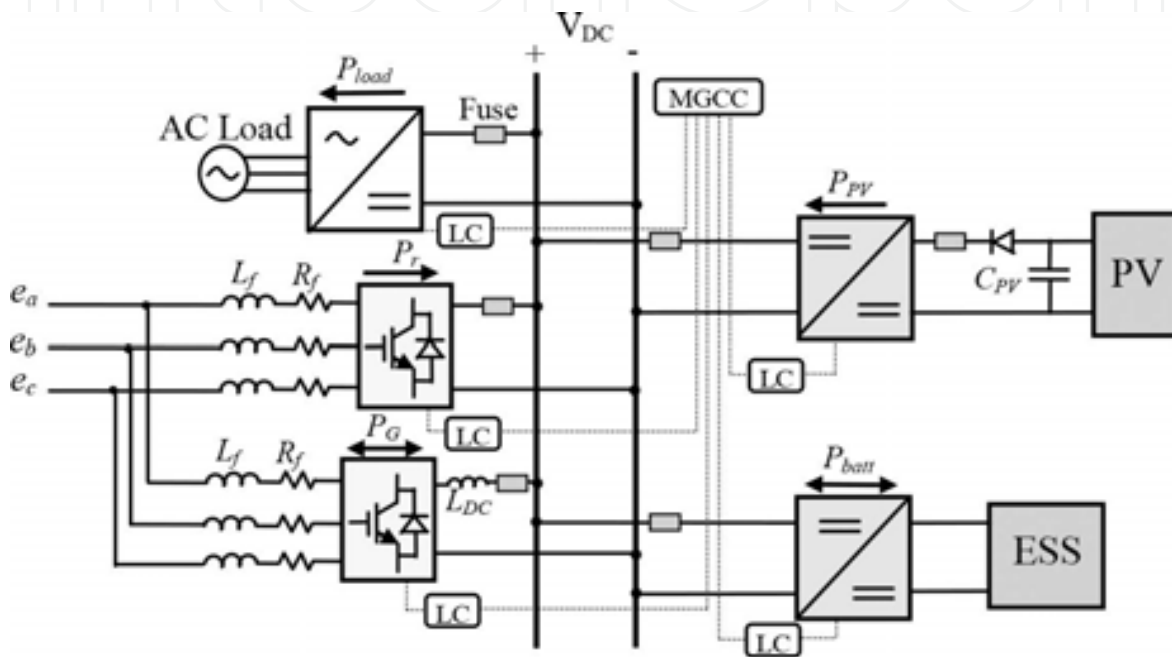 V_DC
+ -
P_load
MGCC
Fuse
AC Load
LC
P_PV
C_PV
PV
P_r
L_f R_f
e_a
e_b
e_c
LC
LC
P_G
L_f R_f
L_DC
P_batt
ESS
LC
LC